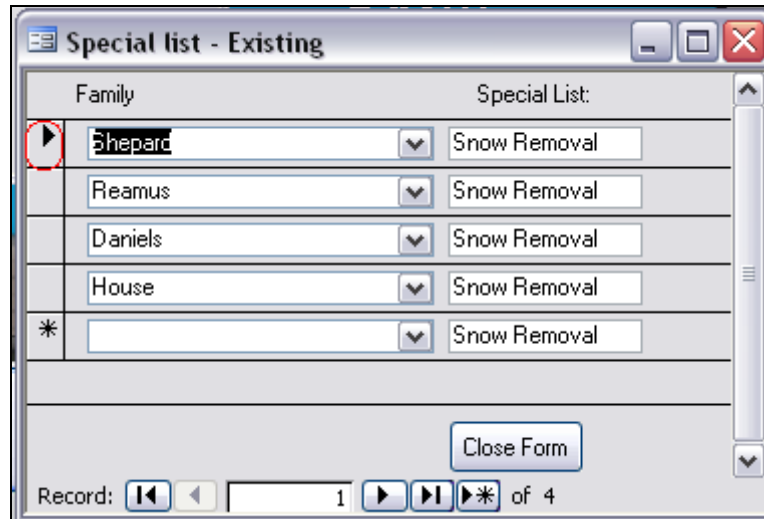 Special list - Existing
Family Special List:
Shepard Snow Removal
Reamus Snow Removal
Daniels Snow Removal
House Snow Removal
* Snow Removal
Close Form
Record: 1 of 4